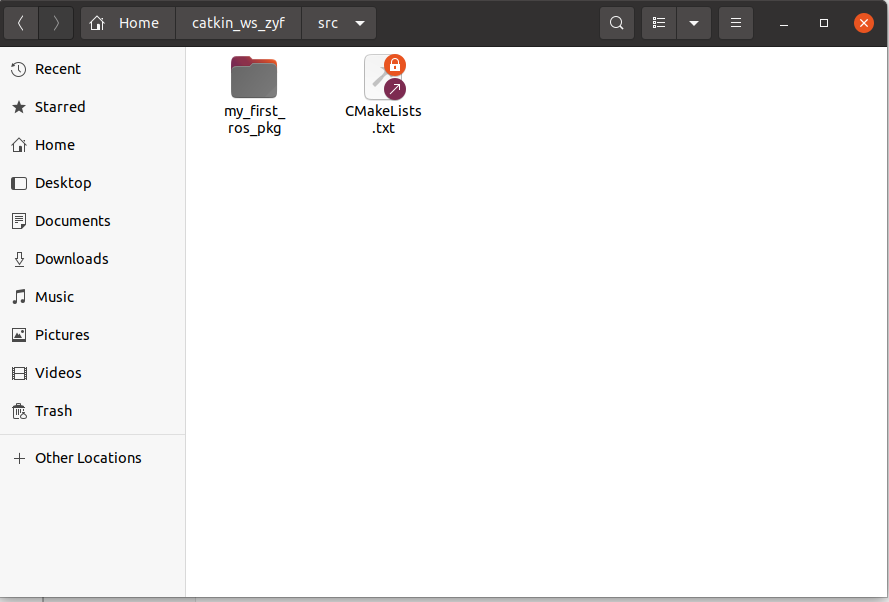 Home
catkin_ws_zyf
src
Recent
Starred
Home
Desktop
Documents
Downloads
Music
Pictures
Videos
Trash
Other Locations
my_first_
ros_pkg
CMakeLists
.txt